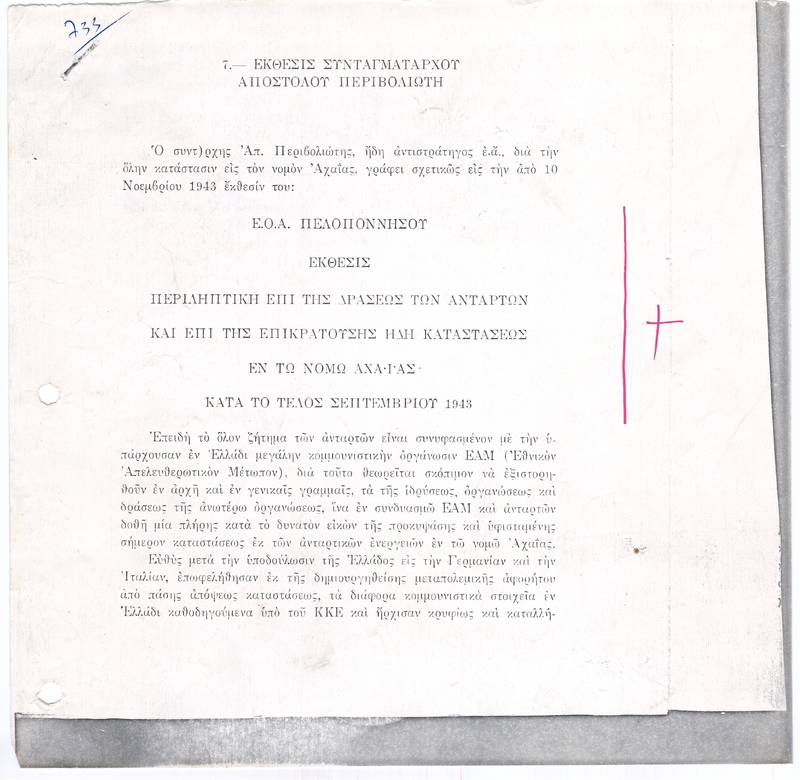 733
7.— ΕΚΘΕΣΙΣ ΣΥΝΤΑΓΜΑΤΑΡΧΟΥ
ΑΠΟΣΤΟΛΟΥ ΠΕΡΙΒΟΛΙΩΤΗ
Ὁ συντ)ρχης Ἀπ. Περιβολιώτης, ἤδη ἀντιστράτηγος ἐ.ἀ., διὰ τὴν
ὅλην κατάστασιν εἰς τὸν νομὸν Ἀχαΐας, γράφει σχετικῶς εἰς τὴν ἀπὸ 10
Νοεμβρίου 1943 ἔκθεσίν του:
Ε.Ο.Α. ΠΕΛΟΠΟΝΝΗΣΟΥ
ΕΚΘΕΣΙΣ
ΠΕΡΙΛΗΠΤΙΚΗ ΕΠΙ ΤΗΣ ΔΡΑΣΕΩΣ ΤΩΝ ΑΝΤΑΡΤΩΝ
ΚΑΙ ΕΠΙ ΤΗΣ ΕΠΙΚΡΑΤΟΥΣΗΣ ΗΔΗ ΚΑΤΑΣΤΑΣΕΩΣ
ΕΝ ΤΩ ΝΟΜΩ ΑΧΑ·Ι·ΑΣ·
ΚΑΤΑ ΤΟ ΤΕΛΟΣ ΣΕΠΤΕΜΒΡΙΟΥ 1943
Ἐπειδὴ τὸ ὅλον ζήτημα τῶν ἀνταρτῶν εἶναι συνυφασμένον μὲ τὴν ὑ-
πάρχουσαν ἐν Ἑλλάδι μεγάλην κομμουνιστικὴν ὀργάνωσιν ΕΑΜ (Ἐθνικὸν
Ἀπελευθερωτικὸν Μέτωπον), διὰ τοῦτο θεωρεῖται σκόπιμον νὰ ἐξιστορη-
θοῦν ἐν ἀρχῇ καὶ ἐν γενικαῖς γραμμαῖς, τὰ τῆς ἱδρύσεως, ὀργανώσεως καὶ
δράσεως τῆς ἀνωτέρω ὀργανώσεως, ἵνα ἐν συνδυασμῷ ΕΑΜ καὶ ἀνταρτῶν
δοθῇ μία πλήρης κατὰ τὸ δυνατὸν εἰκὼν τῆς προκυψάσης καὶ ὑφισταμένης
σήμερον καταστάσεως ἐκ τῶν ἀνταρτικῶν ἐνεργειῶν ἐν τῷ νομῷ Ἀχαΐας.
Εὐθὺς μετὰ τὴν ὑποδούλωσιν τῆς Ἑλλάδος εἰς τὴν Γερμανίαν καὶ τὴν
Ἰταλίαν, ἐπωφελήθησαν ἐκ τῆς δημιουργηθείσης μεταπολεμικῆς ἀφορήτου
ἀπὸ πάσης ἀπόψεως καταστάσεως, τὰ διάφορα κομμουνιστικὰ στοιχεῖα ἐν
Ἑλλάδι καθοδηγούμενα ὑπὸ τοῦ ΚΚΕ καὶ ἤρχισαν κρυφίως καὶ καταλλή-